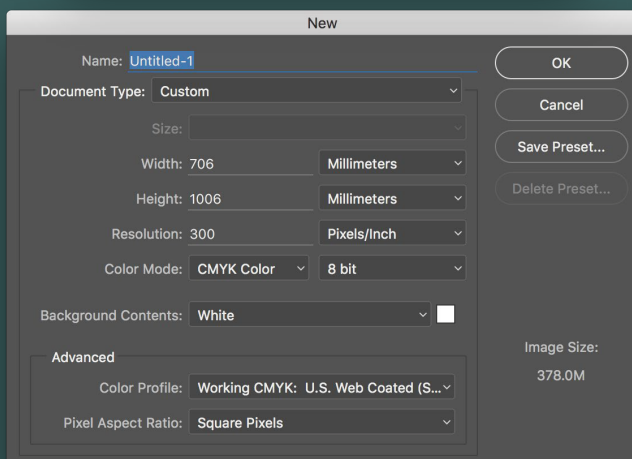 New
Name: Untitled-1
OK
Document Type: Custom
Cancel
Size:
Save Preset...
Width: 706 Millimeters
Delete Preset...
Height: 1006 Millimeters
Resolution: 300 Pixels/Inch
Color Mode: CMYK Color 8 bit
Background Contents: White
Image Size:
378.0M
Advanced
Color Profile: Working CMYK: U.S. Web Coated (S...
Pixel Aspect Ratio: Square Pixels